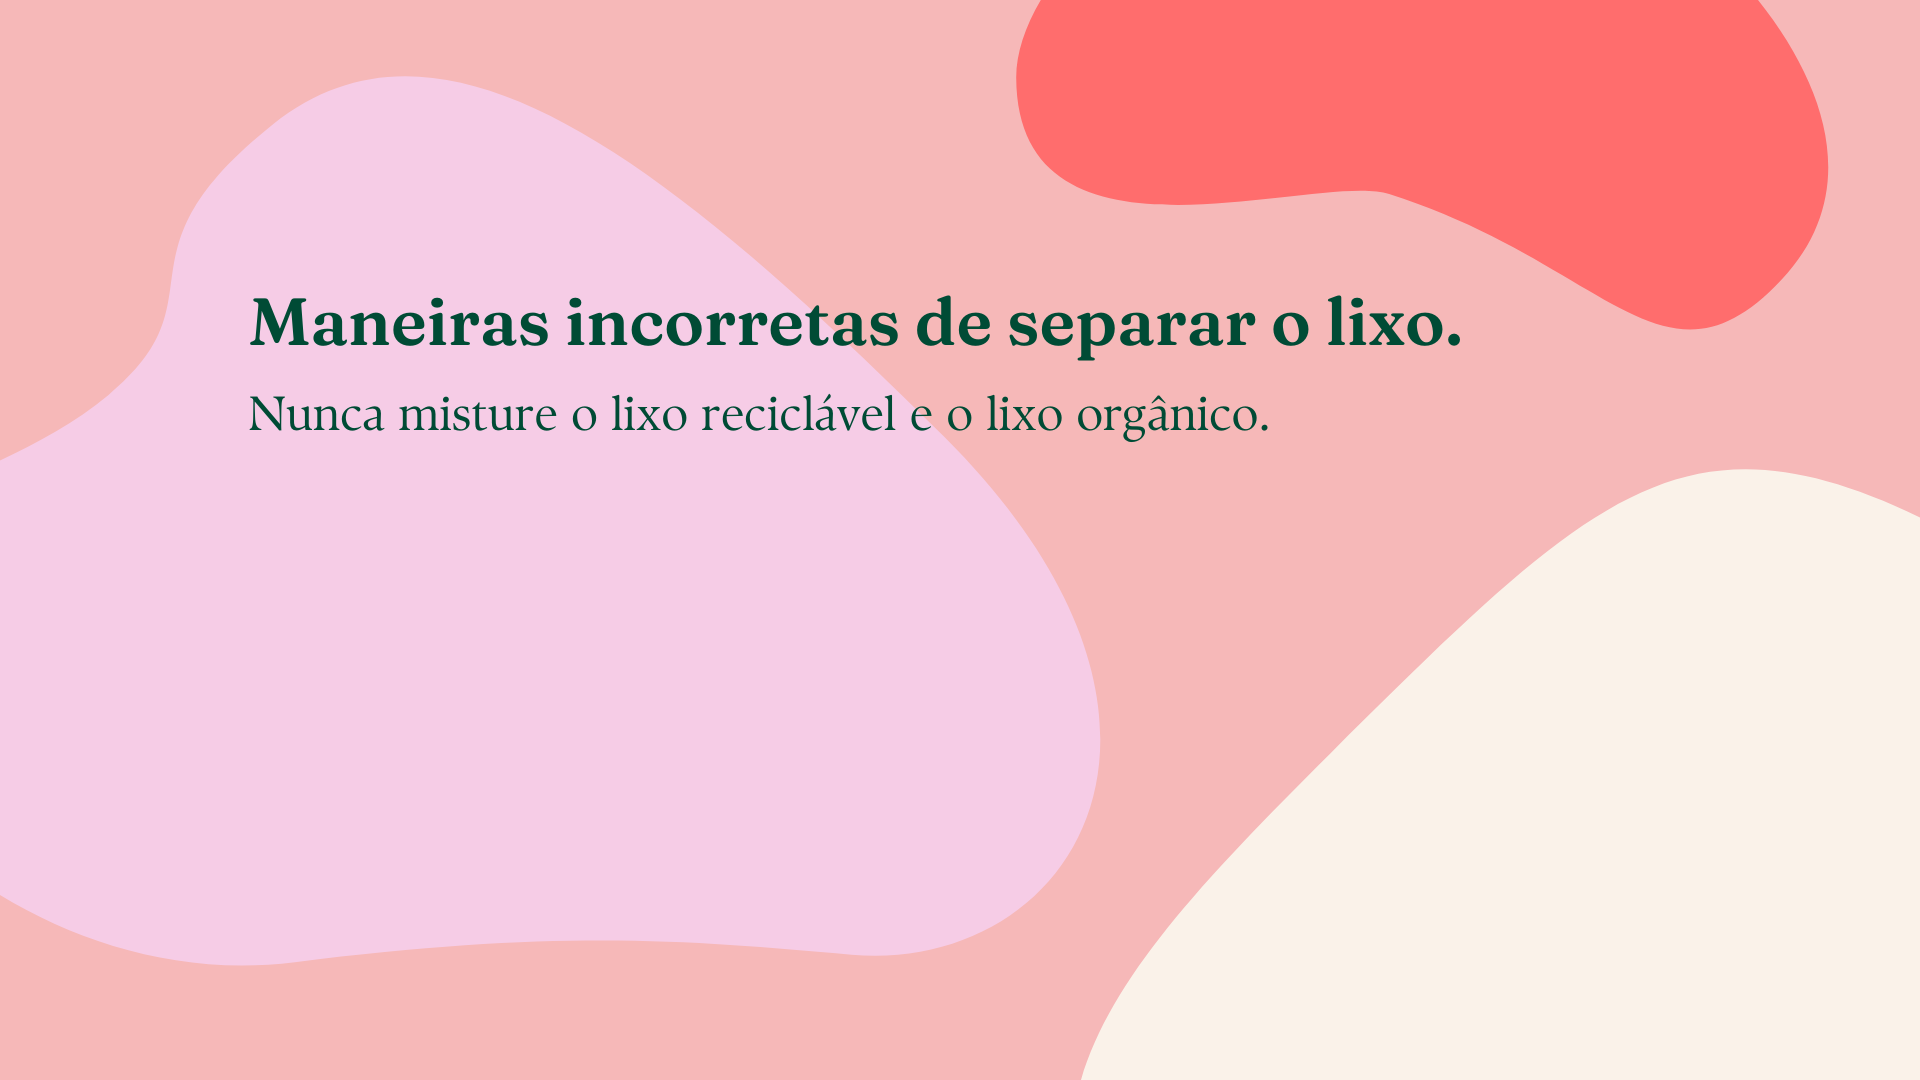 Maneiras incorretas de separar o lixo.
Nunca misture o lixo reciclável e o lixo orgânico.